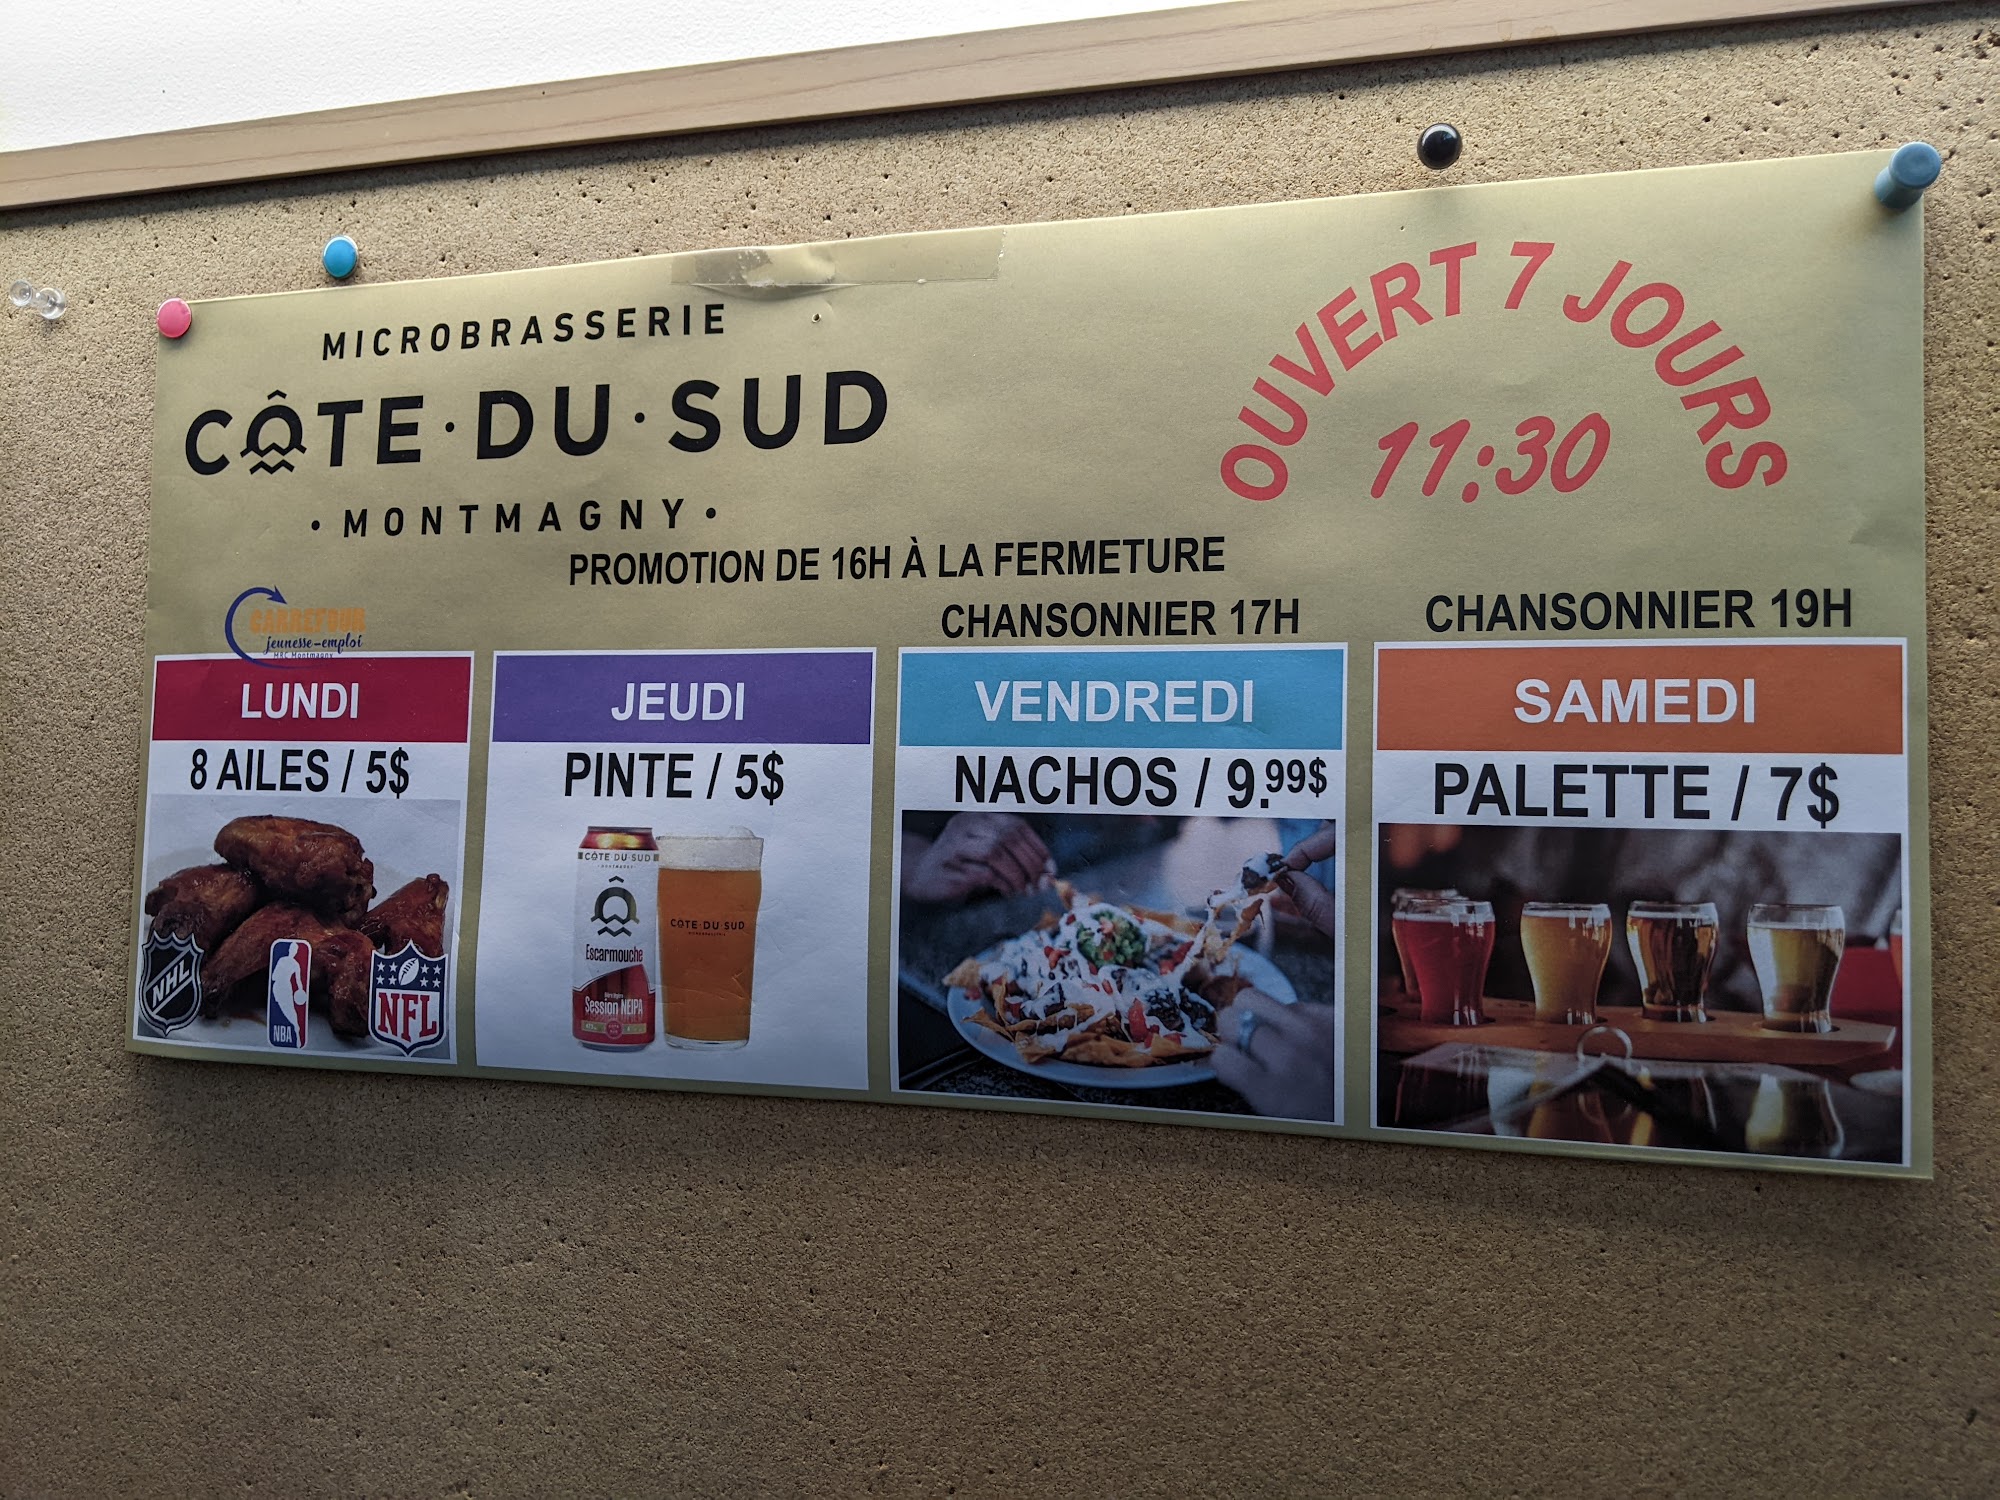 MICROBRASSERIE
CÔTE·DU·SUD
·MONTMAGNY·
OUVERT 7 JOURS
11:30
PROMOTION DE 16H À LA FERMETURE
CARREFOUR
jeunesse-emploi
MRC Montmagny
CHANSONNIER 17H
CHANSONNIER 19H
LUNDI
8 AILES / 5$
NHL
NBA
NFL
JEUDI
PINTE / 5$
CÔTE·DU·SUD
Escarmouche
Session NEIPA
CÔTE·DU·SUD
VENDREDI
NACHOS / 9.99$
SAMEDI
PALETTE / 7$